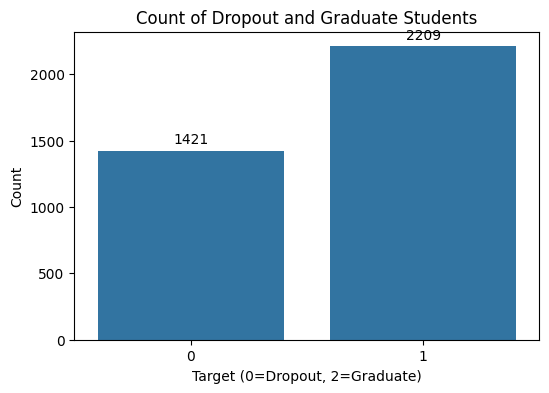 Count of Dropout and Graduate Students
2209
2000
1421
1500
Count
1000
500
0
0 1
Target (0=Dropout, 2=Graduate)